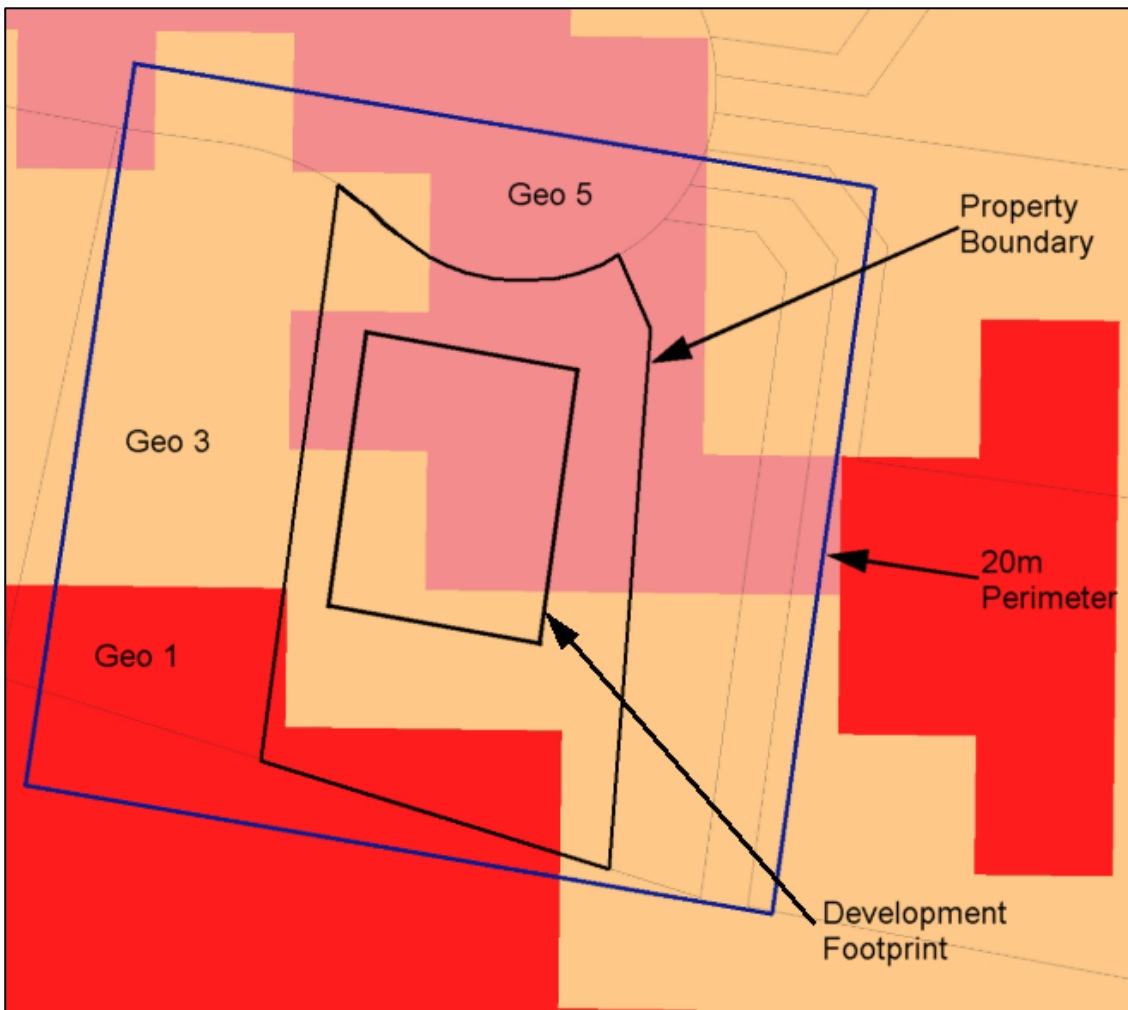 Geo 5
Property
Boundary
Geo 3
20m
Perimeter
Geo 1
Development
Footprint